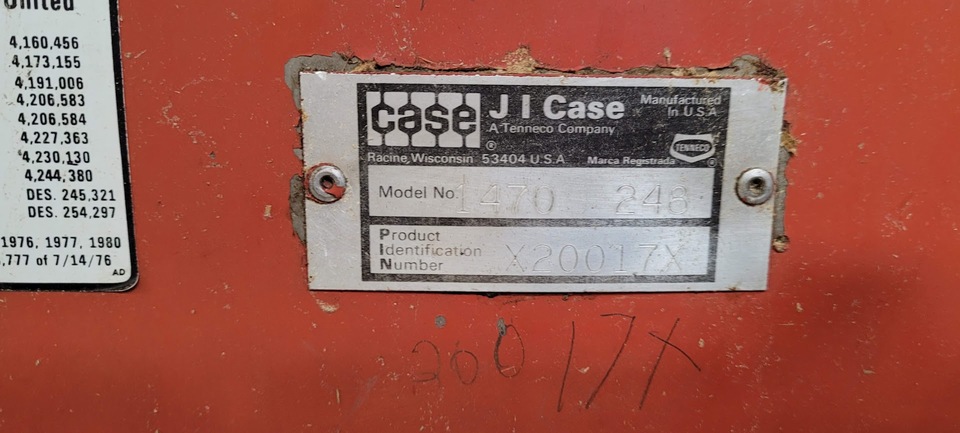 United
4,160,456
4,173,155
4,191,006
4,206,583
4,206,584
4,227,363
4,230,130
4,244,380
DES. 245,321
DES. 254,297
1976, 1977, 1980
,777 of 7/14/76
AD
case
J I Case
A Tenneco Company
Manufactured
In U.S.A
TENNECO
®
®
Racine, Wisconsin 53404 U.S.A.
Marca Registrada
Model No. 1470 248
Product
Identification
Number
X20017X
20017X